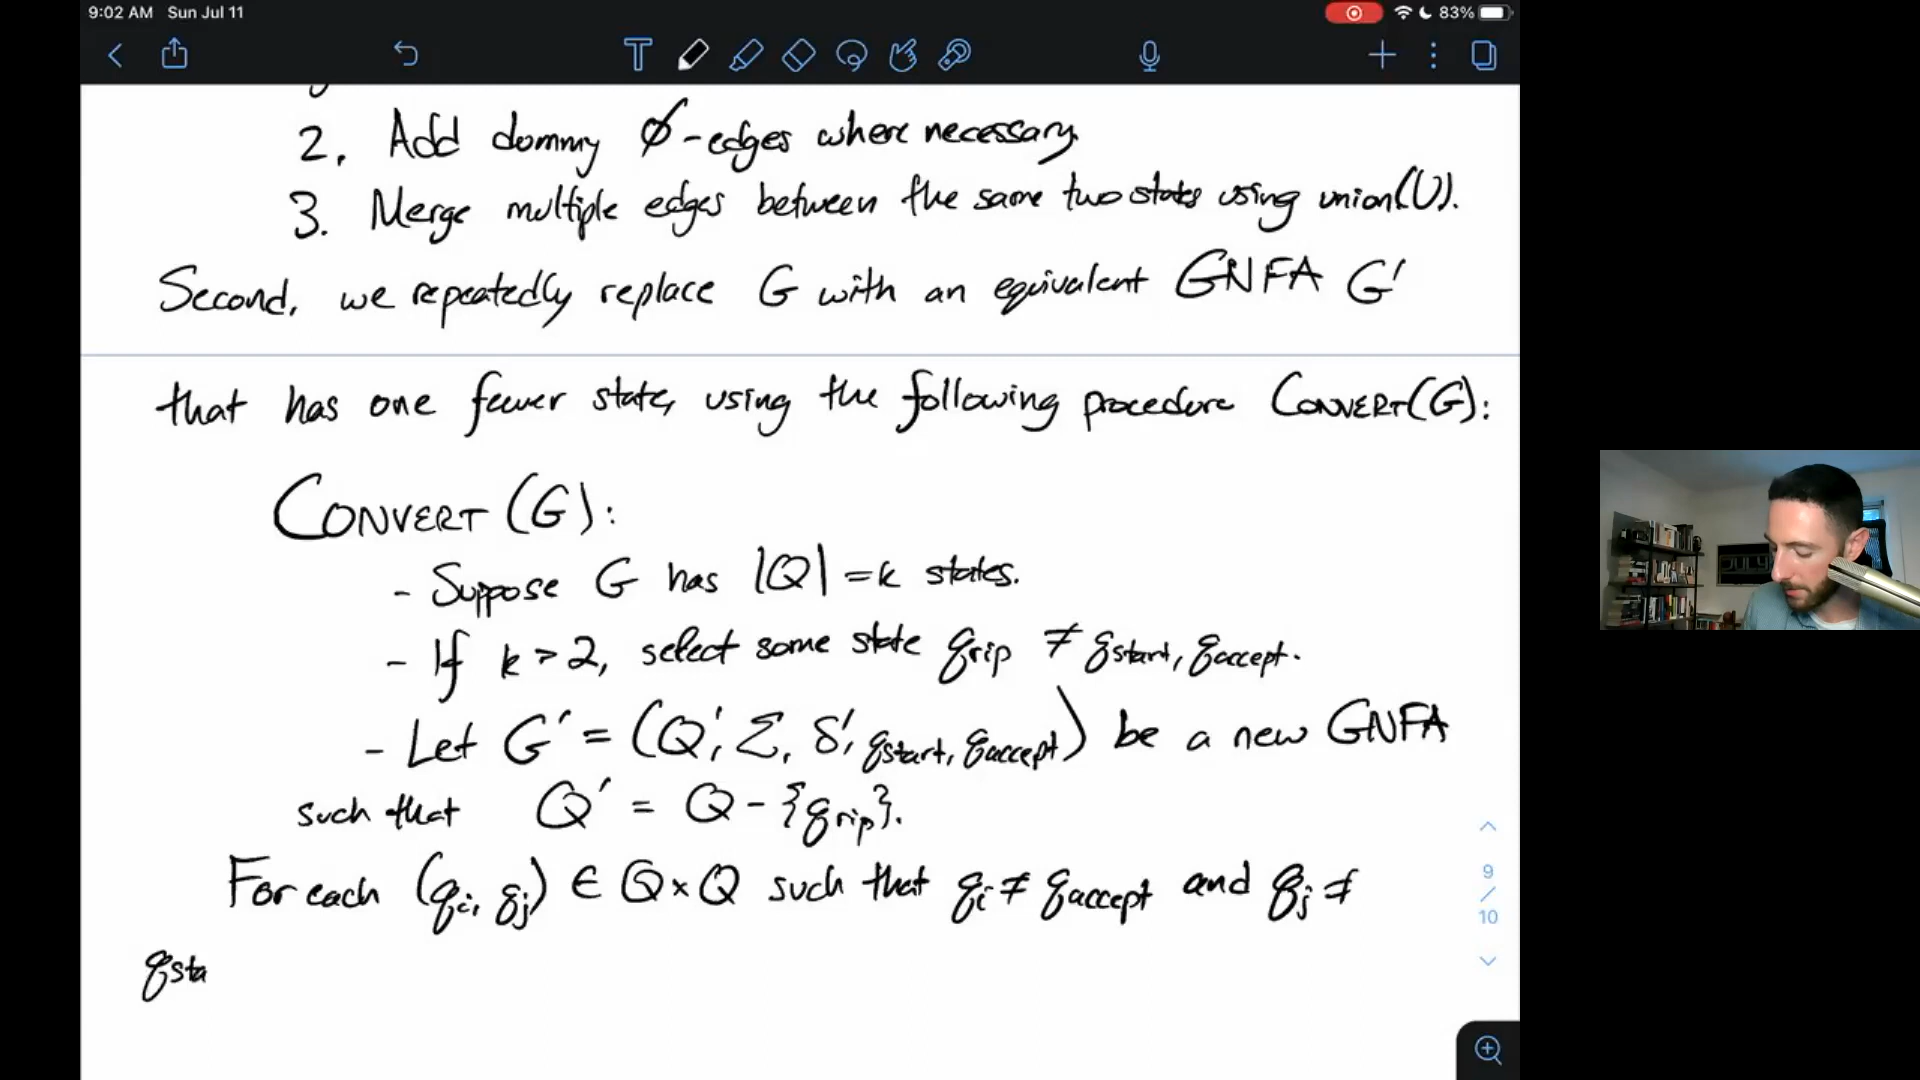 9:02 AM Sun Jul 11
83%
2. Add dummy ∅-edges where necessary.
3. Merge multiple edges between the same two states using union (∪).
Second, we repeatedly replace G with an equivalent GNFA G'
that has one fewer state, using the following procedure CONVERT(G):
CONVERT (G):
- Suppose G has |Q| = k states.
- If k > 2, select some state qrip ≠ qstart, qaccept.
- Let G' = (Q', Σ, δ', qstart, qaccept) be a new GNFA
such that Q' = Q - {qrip}.
For each (qi, qj) ∈ Q × Q such that qi ≠ qaccept and qj ≠
qsta
9
/
10